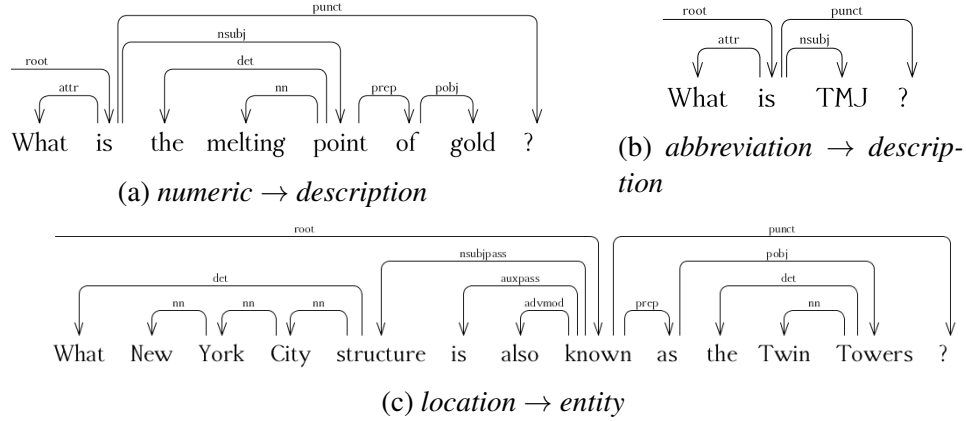 punct
nsubj
root det
attr nn prep pobj
What is the melting point of gold ?
(a) numeric → description
root punct
attr nsubj
What is TMJ ?
(b) abbreviation → descrip-
tion
root punct
nsubjpass pobj
det auxpass det
nn nn nn advmod prep nn
What New York City structure is also known as the Twin Towers ?
(c) location → entity